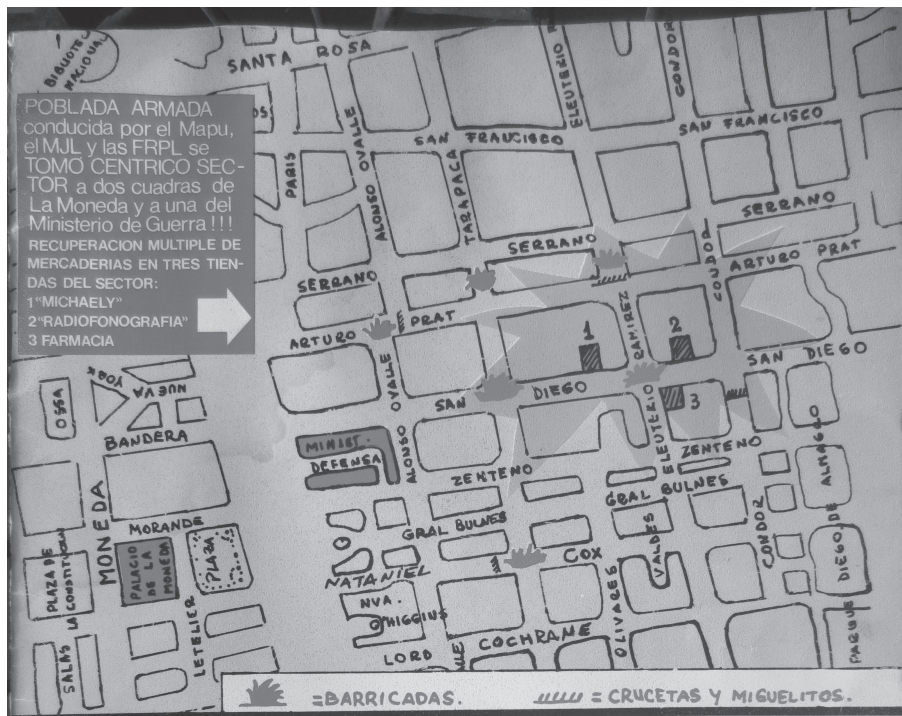 BIBLIOTECA
NACIONAL
SANTA ROSA
ELEUTERIO R
CONDOR
POBLADA ARMADA
conducida por el Mapu,
el MJL y las FRPL se
TOMO CENTRICO SEC-
TOR a dos cuadras de
La Moneda y a una del
Ministerio de Guerra!!!
RECUPERACION MULTIPLE DE
MERCADERIAS EN TRES TIEN-
DAS DEL SECTOR:
1"MICHAELY"
2"RADIOFONOGRAFIA"
3 FARMACIA
OS
PARIS
ALONSO OVALLE
SAN FRANCISCO
SAN FRANCISCO
TARAPACA
SERRANO
SERRANO
SERRANO
CONDOR
ARTURO PRAT
ARTURO PRAT
RAMIREZ
1
2
3
SAN DIEGO
SAN DIEGO
OVALLE
ALONSO
ELEUTERIO
YORK
NUEVA
OSSA
BANDERA
MINIST.
DEFENSA
ZENTENO
ZENTENO
GRAL BULNES
GRAL BULNES
ALMAGRO
DIEGO DE
PARQUE
CONDOR
MONEDA
MORANDE
PLAZA DE
LA CONSTITUCION
PALACIO
DE LA
MONEDA
PLAZA
NATANIEL
COX
VALDES
OLIVARES
NVA.
OHIGGINS
LORD COCHRANE
LLE
SALAS
LETELIER
=BARRICADAS.
= CRUCETAS Y MIGUELITOS.